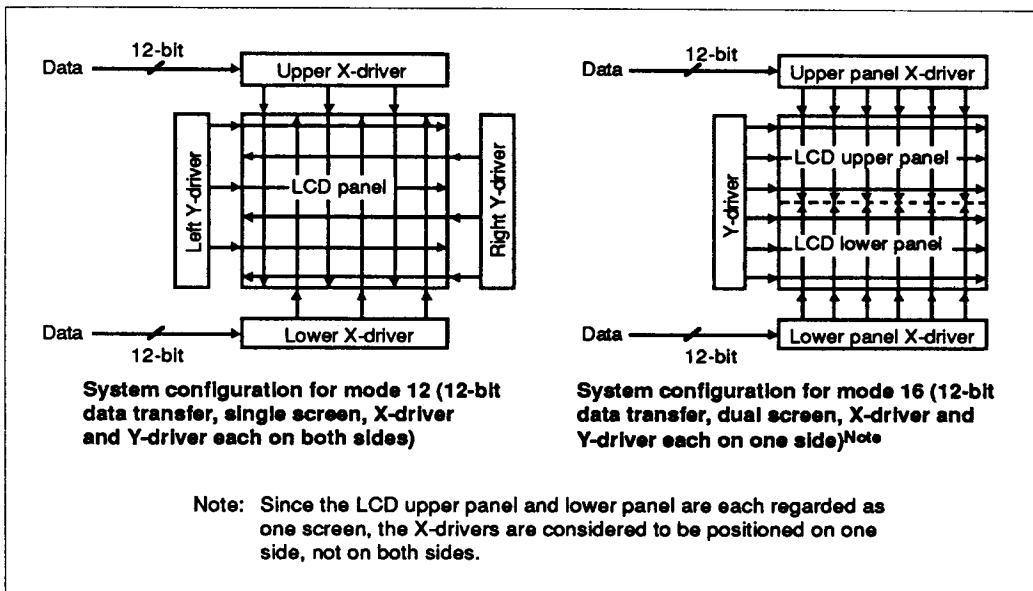 12-bit
Data
Upper X-driver
Left Y-driver
LCD panel
Right Y-driver
Data
12-bit
Lower X-driver
System configuration for mode 12 (12-bit
data transfer, single screen, X-driver
and Y-driver each on both sides)
12-bit
Data
Upper panel X-driver
Y-driver
LCD upper panel
LCD lower panel
Data
12-bit
Lower panel X-driver
System configuration for mode 16 (12-bit
data transfer, dual screen, X-driver and
Y-driver each on one side)Note
Note: Since the LCD upper panel and lower panel are each regarded as
one screen, the X-drivers are considered to be positioned on one
side, not on both sides.